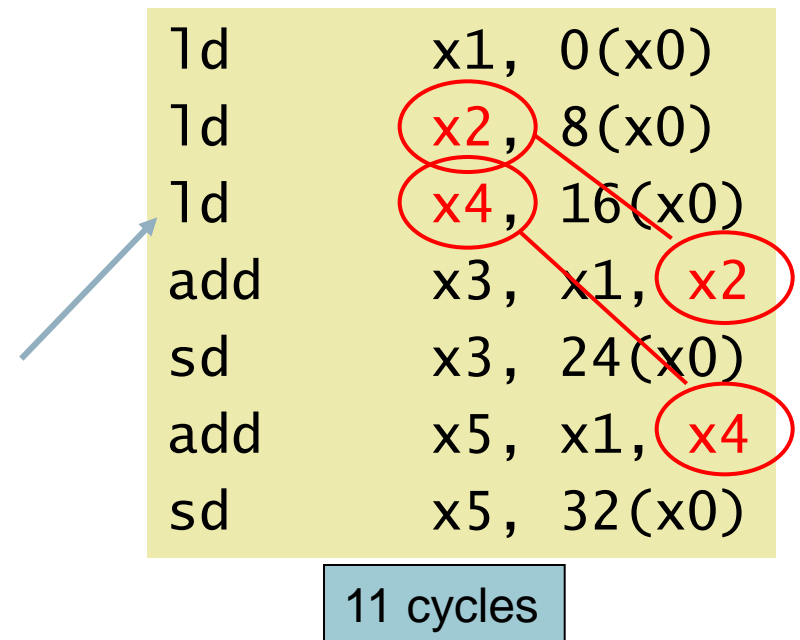 ld x1, 0(x0)
ld x2, 8(x0)
ld x4, 16(x0)
add x3, x1, x2
sd x3, 24(x0)
add x5, x1, x4
sd x5, 32(x0)
11 cycles